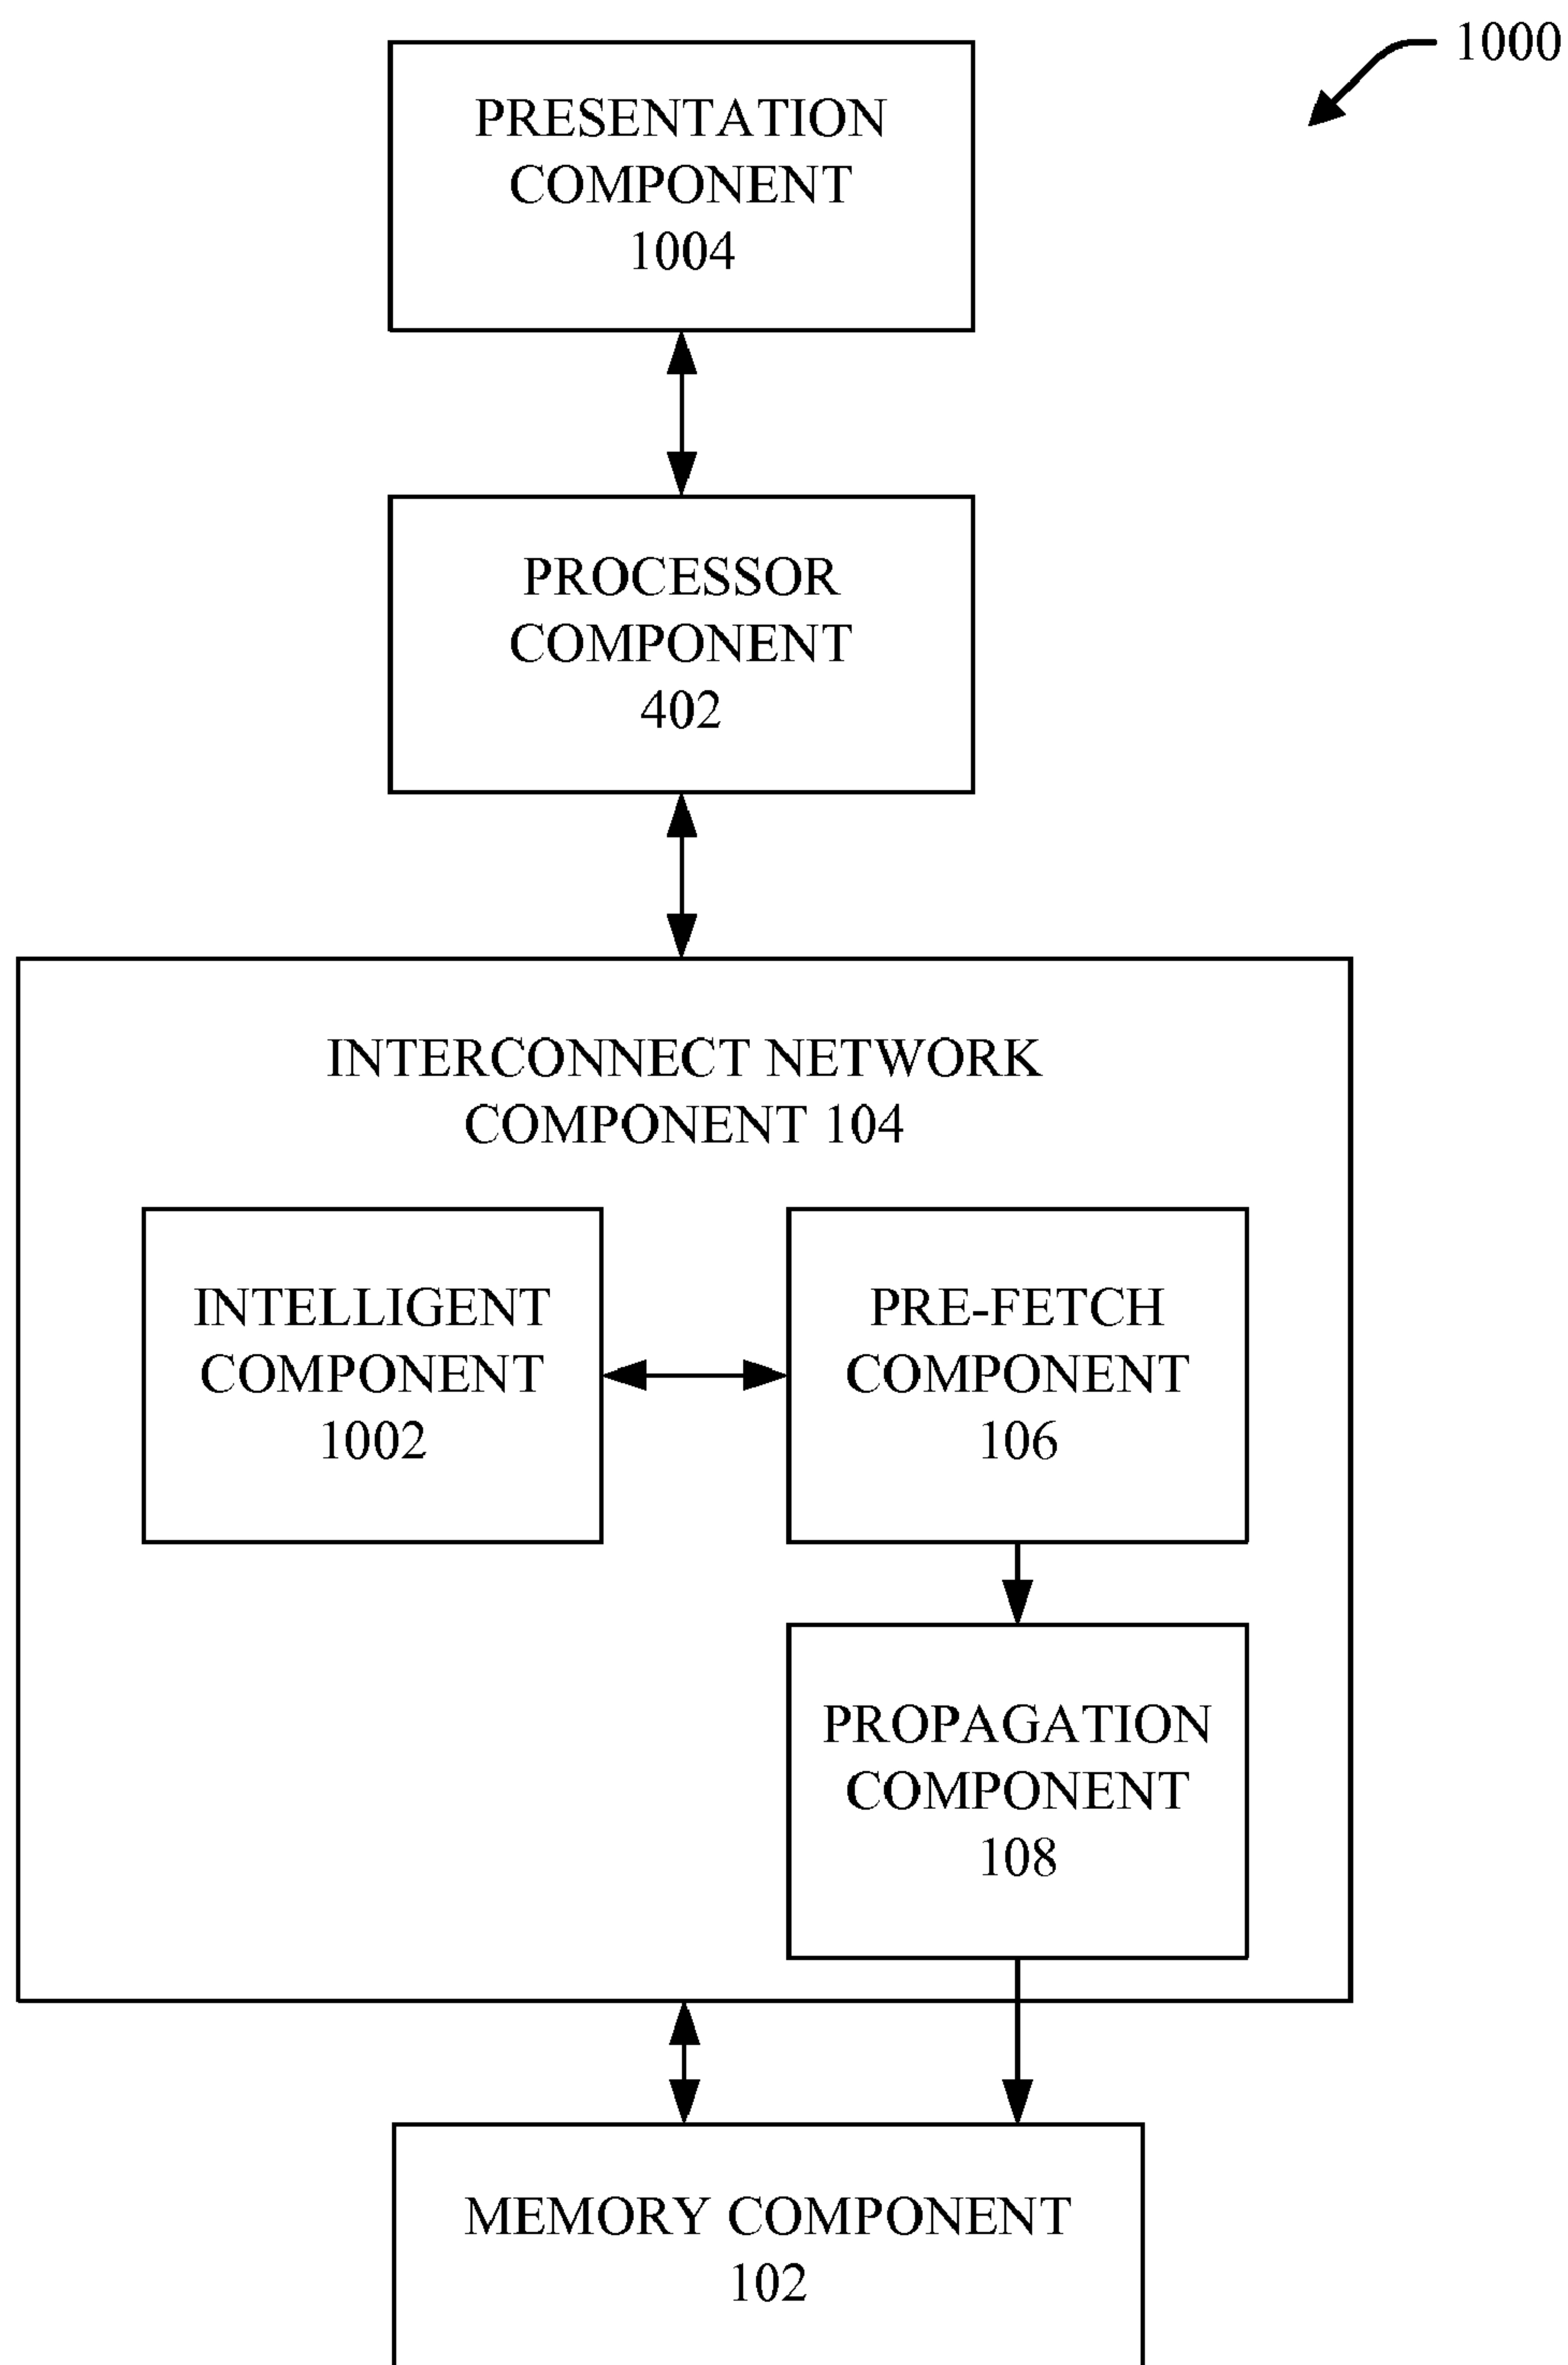 1000
PRESENTATION
COMPONENT
1004
PROCESSOR
COMPONENT
402
INTERCONNECT NETWORK
COMPONENT 104
INTELLIGENT
COMPONENT
1002
PRE-FETCH
COMPONENT
106
PROPAGATION
COMPONENT
108
MEMORY COMPONENT
102